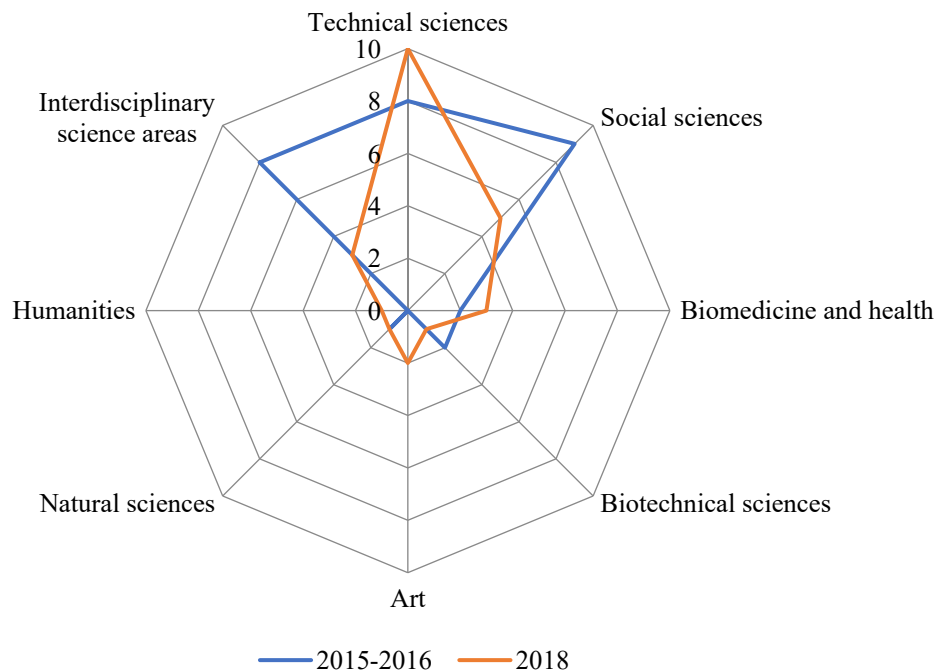 Technical sciences
10
Interdisciplinary
science areas
8
Social sciences
6
4
2
Humanities
0
Biomedicine and health
Natural sciences
Biotechnical sciences
Art
2015-2016
2018